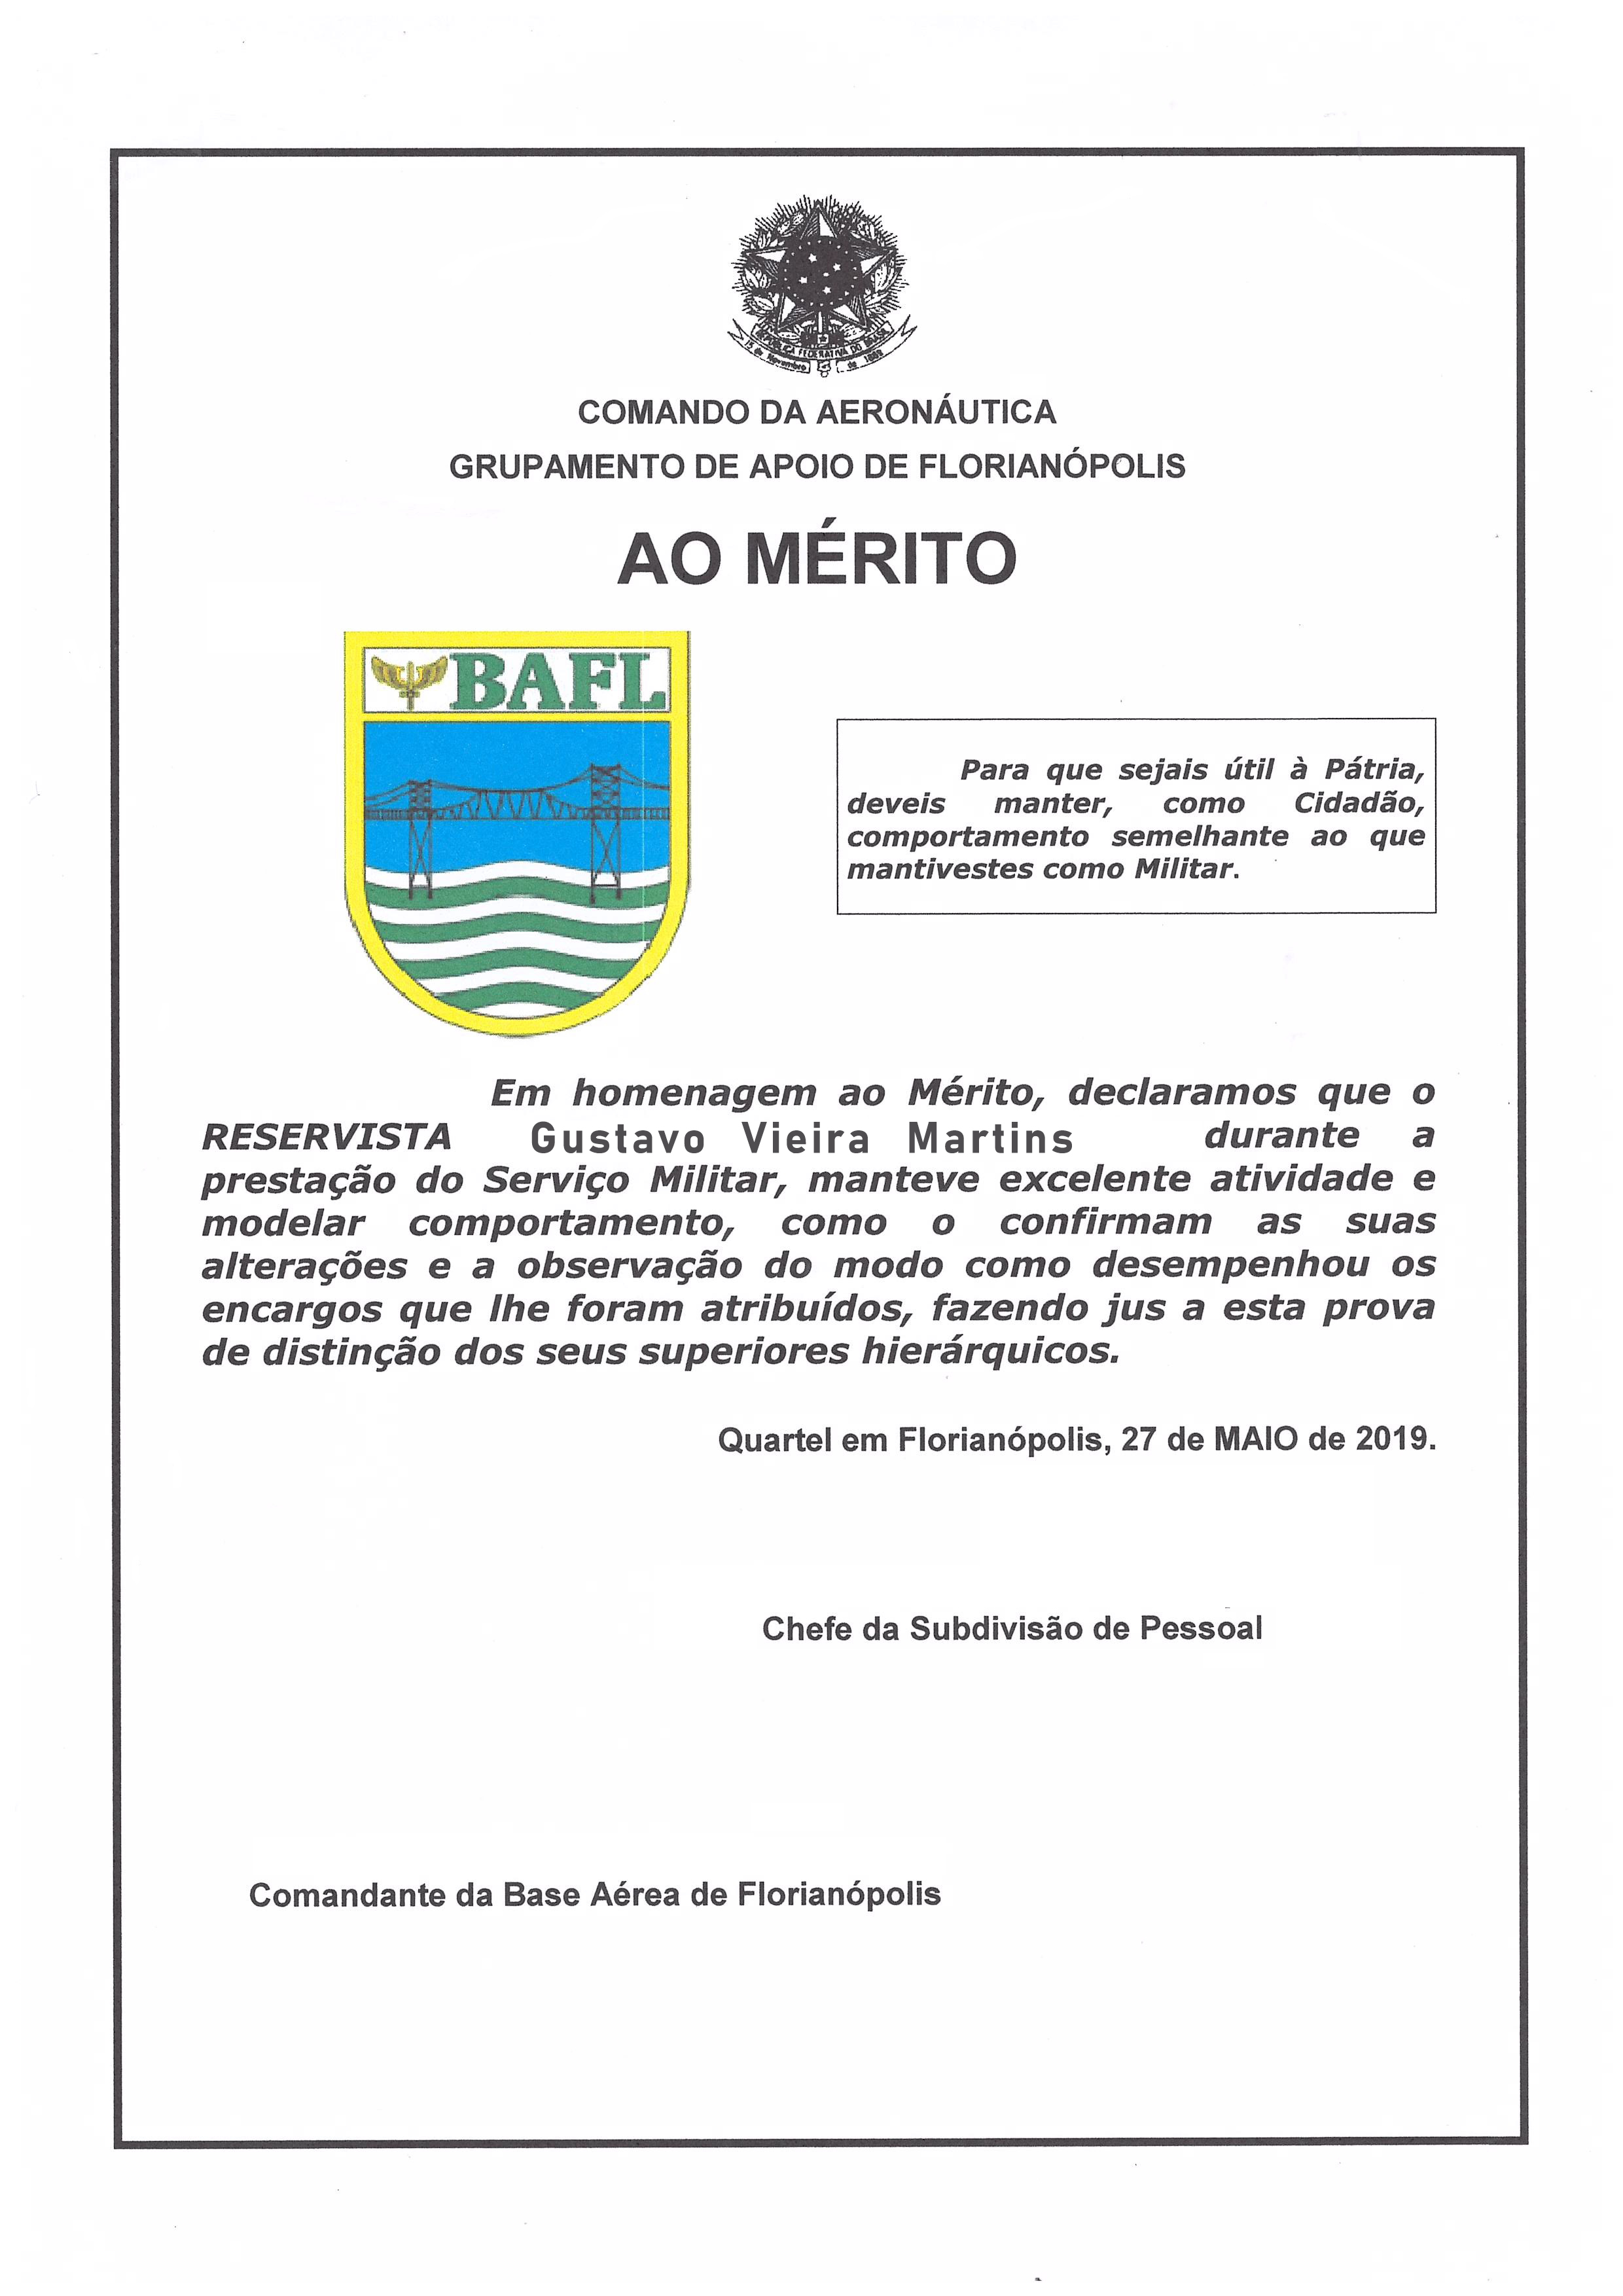 REPÚBLICA FEDERATIVA DO BRASIL
15 de Novembro de 1889
COMANDO DA AERONÁUTICA
GRUPAMENTO DE APOIO DE FLORIANÓPOLIS
AO MÉRITO
BAFL
Para que sejais útil à Pátria,
deveis manter, como Cidadão,
comportamento semelhante ao que
mantivestes como Militar.
Em homenagem ao Mérito, declaramos que o
RESERVISTA Gustavo Vieira Martins durante a
prestação do Serviço Militar, manteve excelente atividade e
modelar comportamento, como o confirmam as suas
alterações e a observação do modo como desempenhou os
encargos que lhe foram atribuídos, fazendo jus a esta prova
de distinção dos seus superiores hierárquicos.
Quartel em Florianópolis, 27 de MAIO de 2019.
Chefe da Subdivisão de Pessoal
Comandante da Base Aérea de Florianópolis